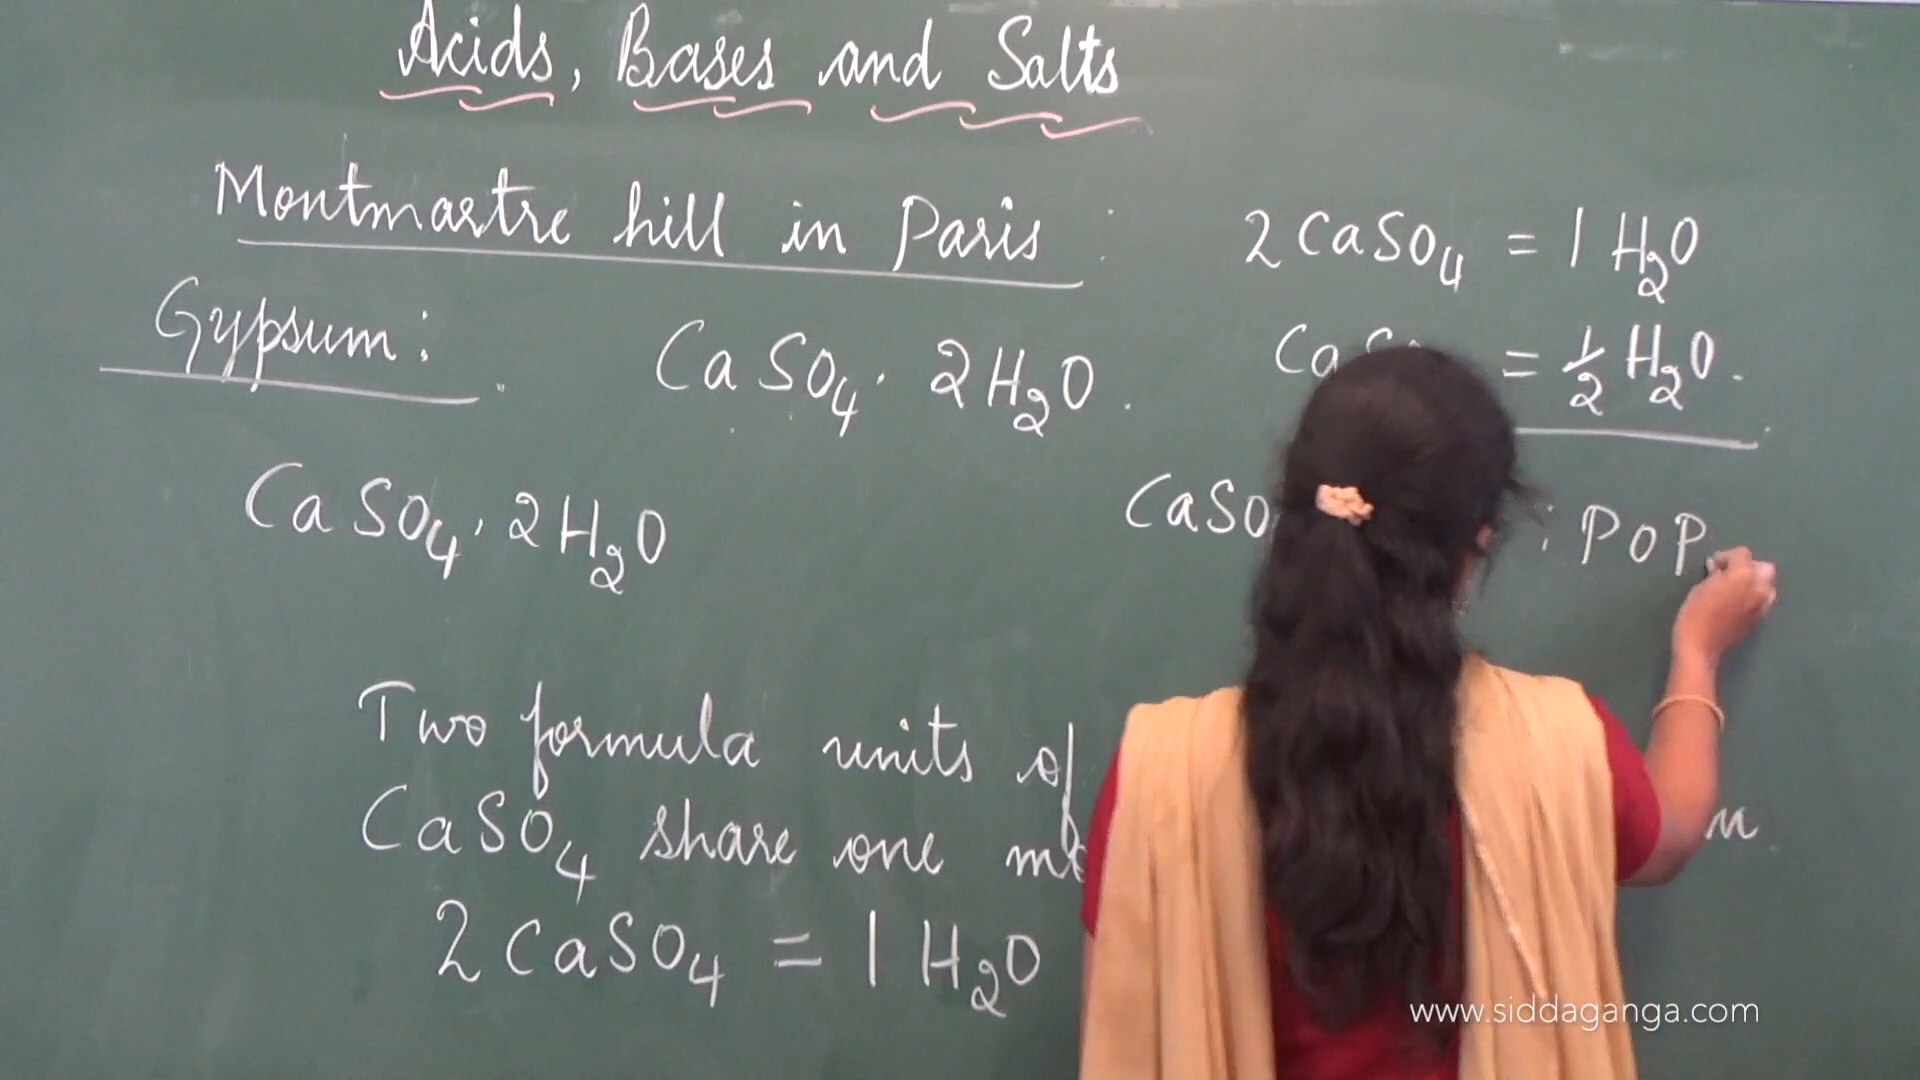 Acids, Bases and Salts
Montmartre hill in Paris :
Gypsum : CaSO₄ · 2H₂O .
2 CaSO₄ = 1 H₂O
= 1/2 H₂O .
CaSO₄ · 2H₂O
: POP
Two formula units of
CaSO₄ share one
2 CaSO₄ = 1 H₂O
www.siddaganga.com